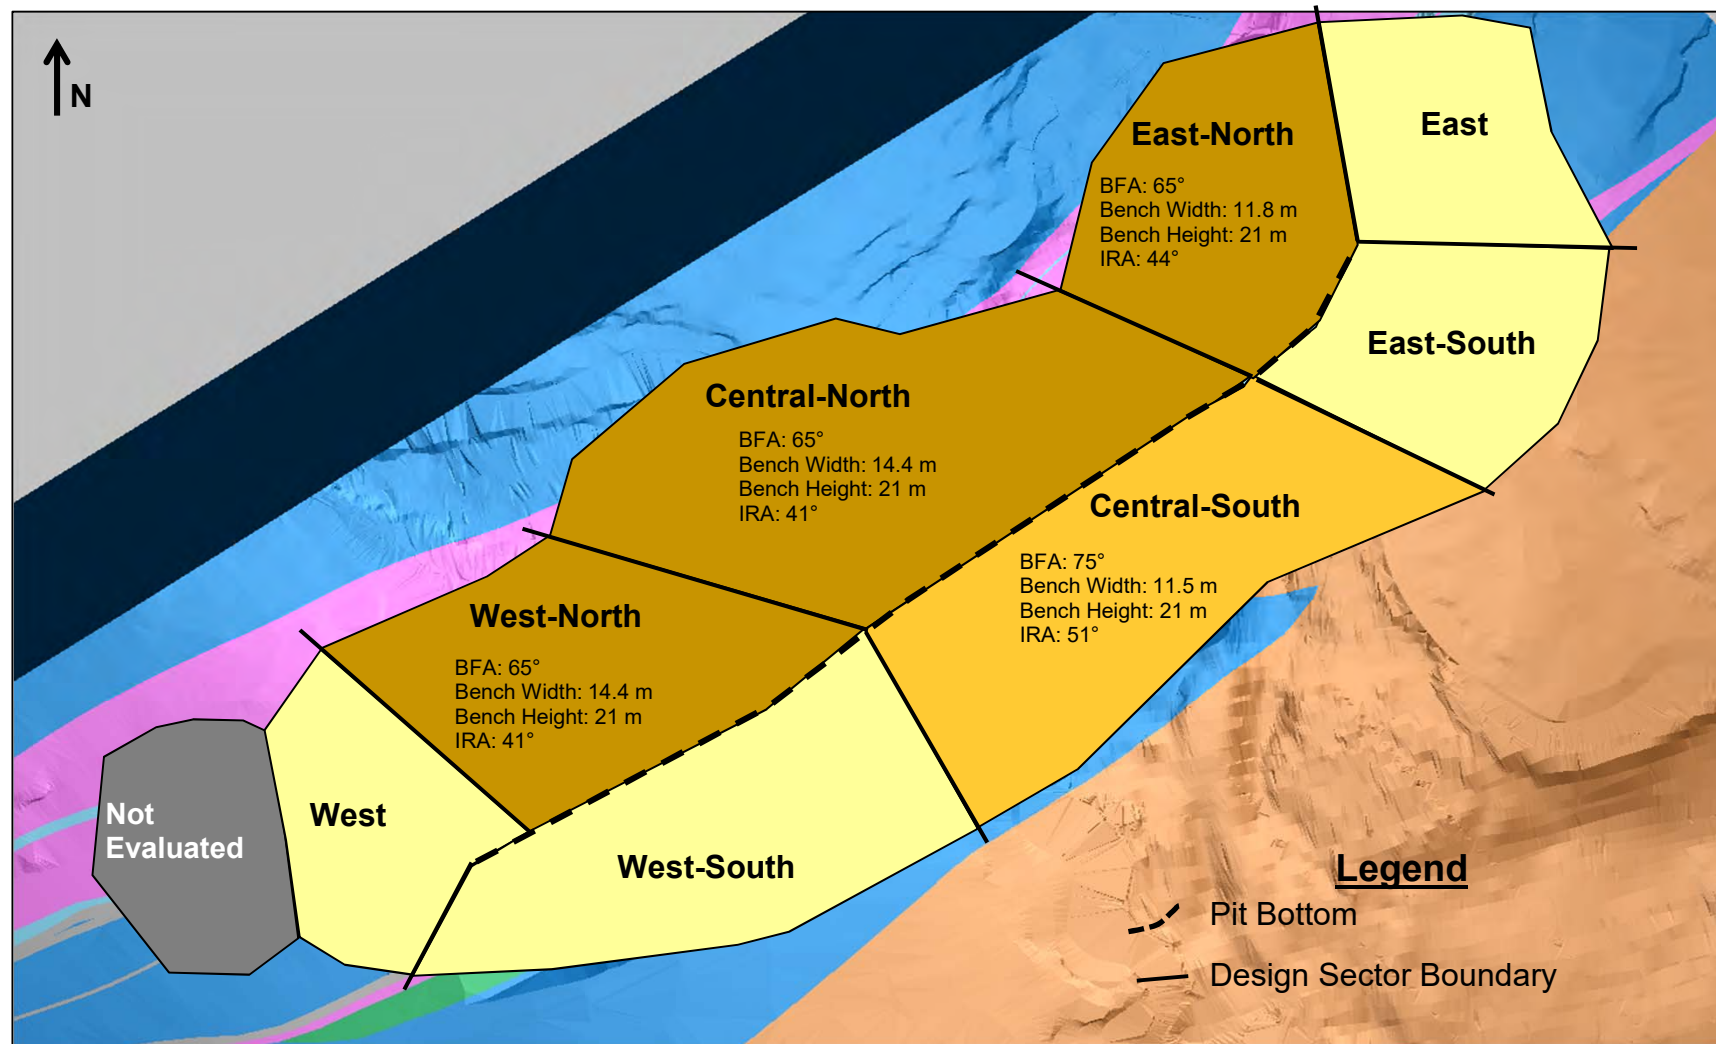 N
East-North
BFA: 65°
Bench Width: 11.8 m
Bench Height: 21 m
IRA: 44°
East
East-South
Central-North
BFA: 65°
Bench Width: 14.4 m
Bench Height: 21 m
IRA: 41°
Central-South
BFA: 75°
Bench Width: 11.5 m
Bench Height: 21 m
IRA: 51°
West-North
BFA: 65°
Bench Width: 14.4 m
Bench Height: 21 m
IRA: 41°
Not
Evaluated
West
West-South
Legend
Pit Bottom
Design Sector Boundary